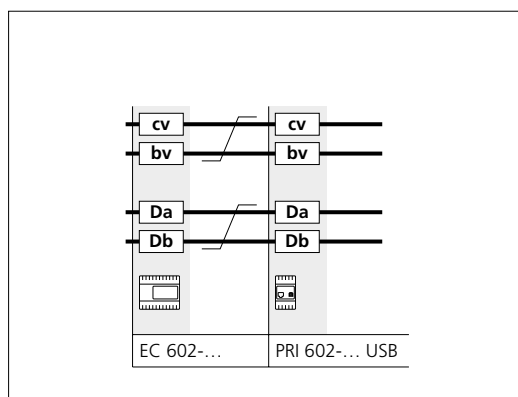 cv cv
bv bv
Da Da
Db Db
EC 602-… PRI 602-… USB